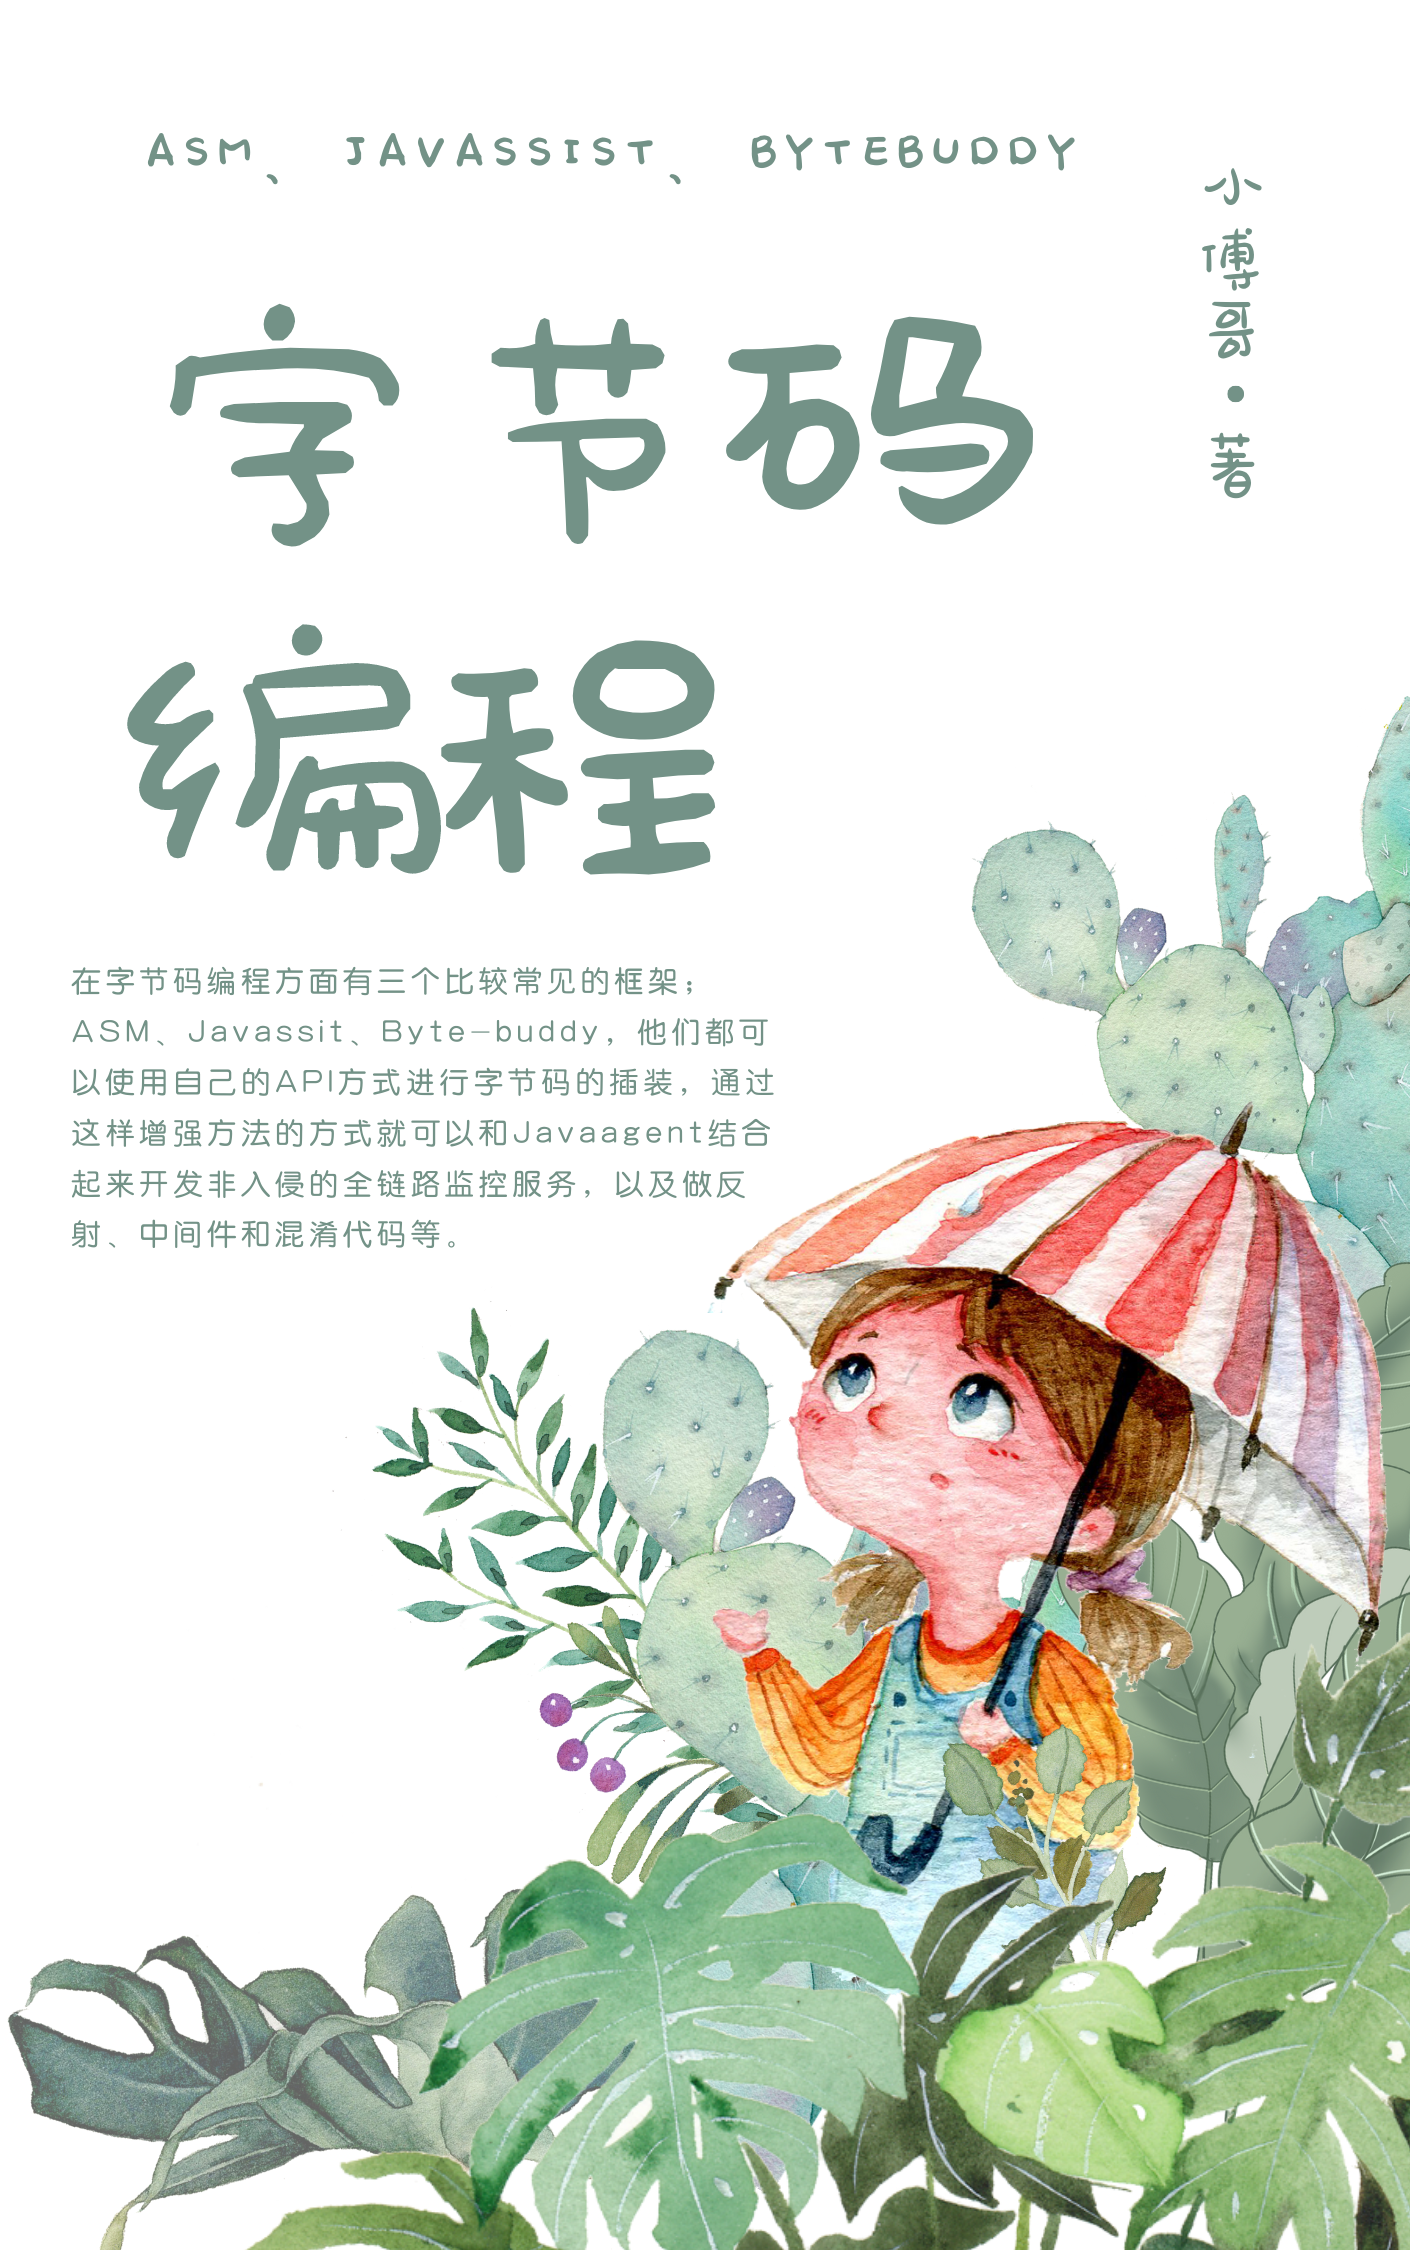 ASM、 JAVASSIST、 BYTEBUDDY
小傅哥·著
字节码
编程
在字节码编程方面有三个比较常见的框架；
ASM、Javassit、Byte-buddy，他们都可
以使用自己的API方式进行字节码的插装，通过
这样增强方法的方式就可以和Javaagent结合
起来开发非入侵的全链路监控服务，以及做反
射、中间件和混淆代码等。